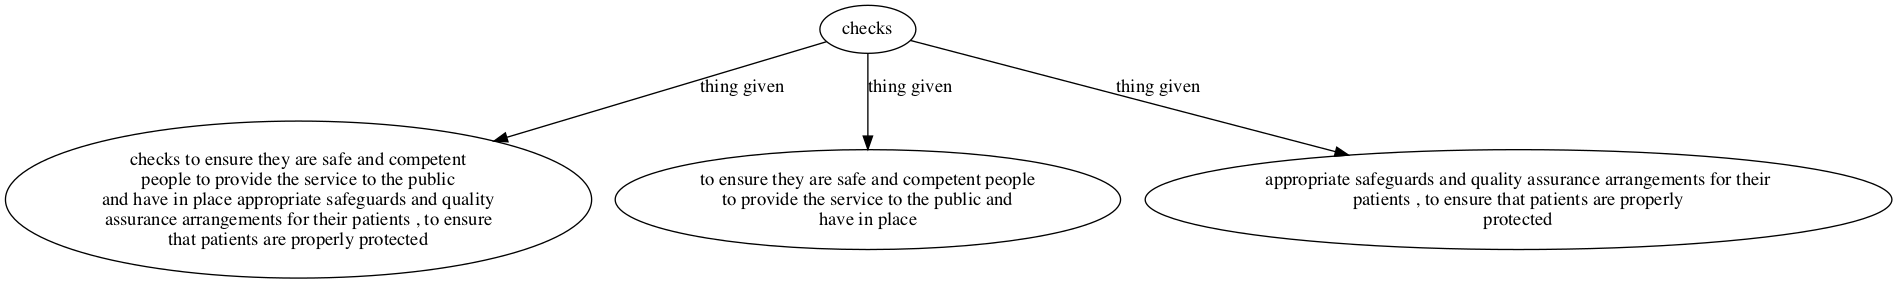 checks
thing given
thing given
thing given
checks to ensure they are safe and competent
people to provide the service to the public
and have in place appropriate safeguards and quality
assurance arrangements for their patients , to ensure
that patients are properly protected
to ensure they are safe and competent people
to provide the service to the public and
have in place
appropriate safeguards and quality assurance arrangements for their
patients , to ensure that patients are properly
protected